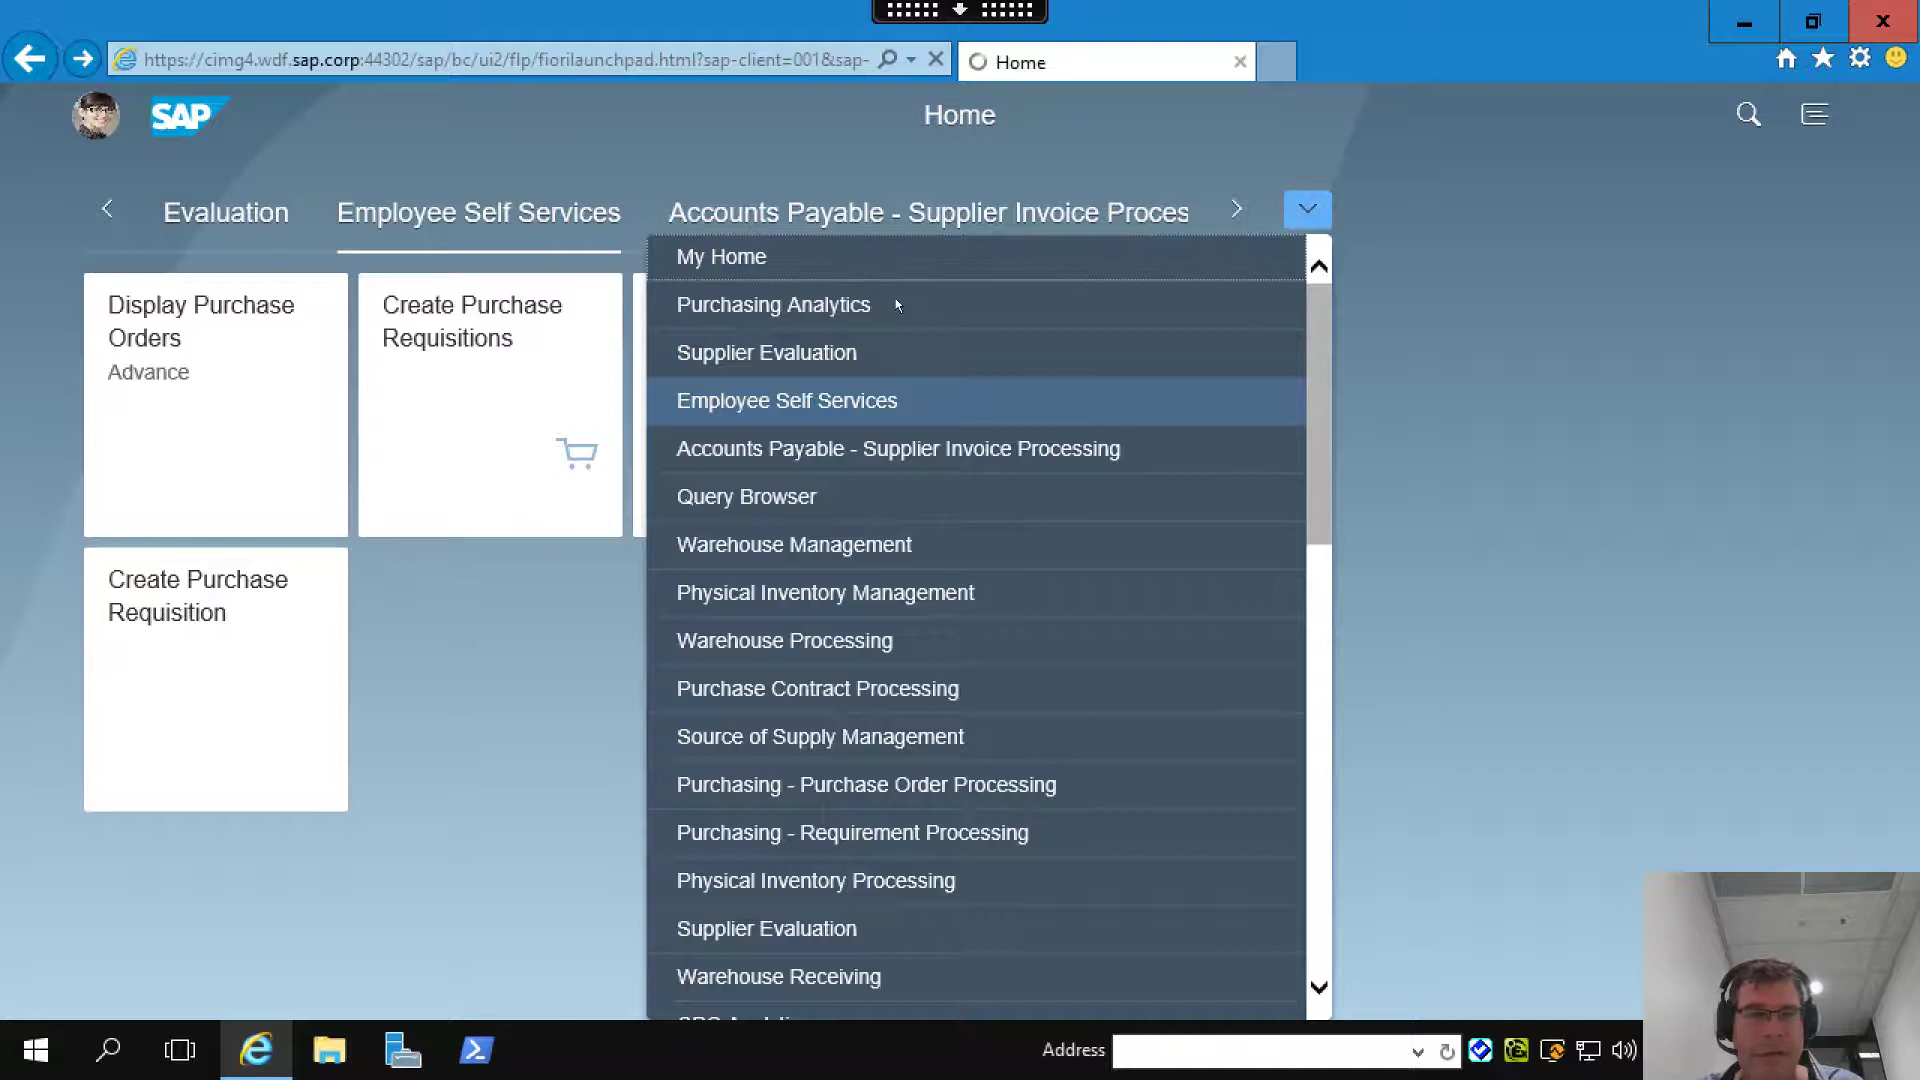 https://cimg4.wdf.sap.corp:44302/sap/bc/ui2/flp/fiorilaunchpad.html?sap-client=001&sap-
Home
SAP
Home
Evaluation
Employee Self Services
Accounts Payable - Supplier Invoice Proces
Display Purchase
Orders
Advance
Create Purchase
Requisitions
Create Purchase
Requisition
My Home
Purchasing Analytics
Supplier Evaluation
Employee Self Services
Accounts Payable - Supplier Invoice Processing
Query Browser
Warehouse Management
Physical Inventory Management
Warehouse Processing
Purchase Contract Processing
Source of Supply Management
Purchasing - Purchase Order Processing
Purchasing - Requirement Processing
Physical Inventory Processing
Supplier Evaluation
Warehouse Receiving
Address